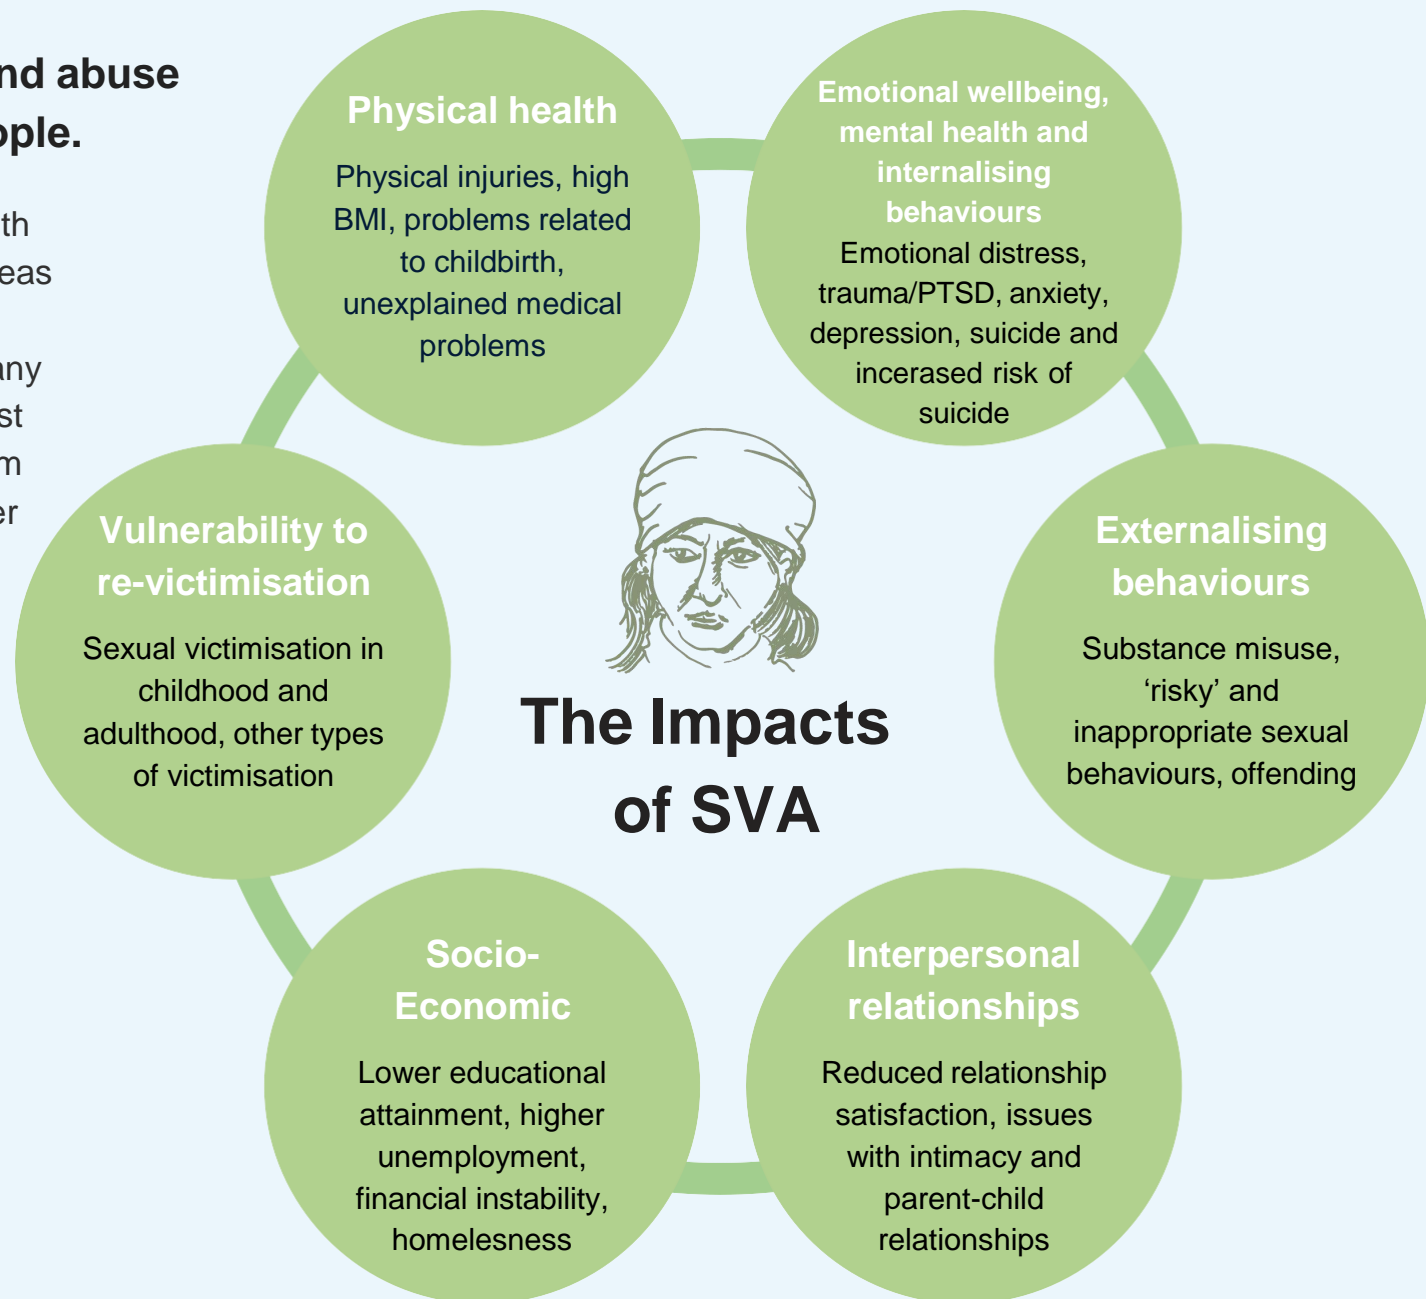 nd abuse
ople.
th
eas
any
st
m
er
Physical health
Physical injuries, high
BMI, problems related
to childbirth,
unexplained medical
problems
Emotional wellbeing,
mental health and
internalising
behaviours
Emotional distress,
trauma/PTSD, anxiety,
depression, suicide and
incerased risk of
suicide
Vulnerability to
re-victimisation
Sexual victimisation in
childhood and
adulthood, other types
of victimisation
The Impacts
of SVA
Externalising
behaviours
Substance misuse,
‘risky’ and
inappropriate sexual
behaviours, offending
Socio-
Economic
Lower educational
attainment, higher
unemployment,
financial instability,
homelesness
Interpersonal
relationships
Reduced relationship
satisfaction, issues
with intimacy and
parent-child
relationships